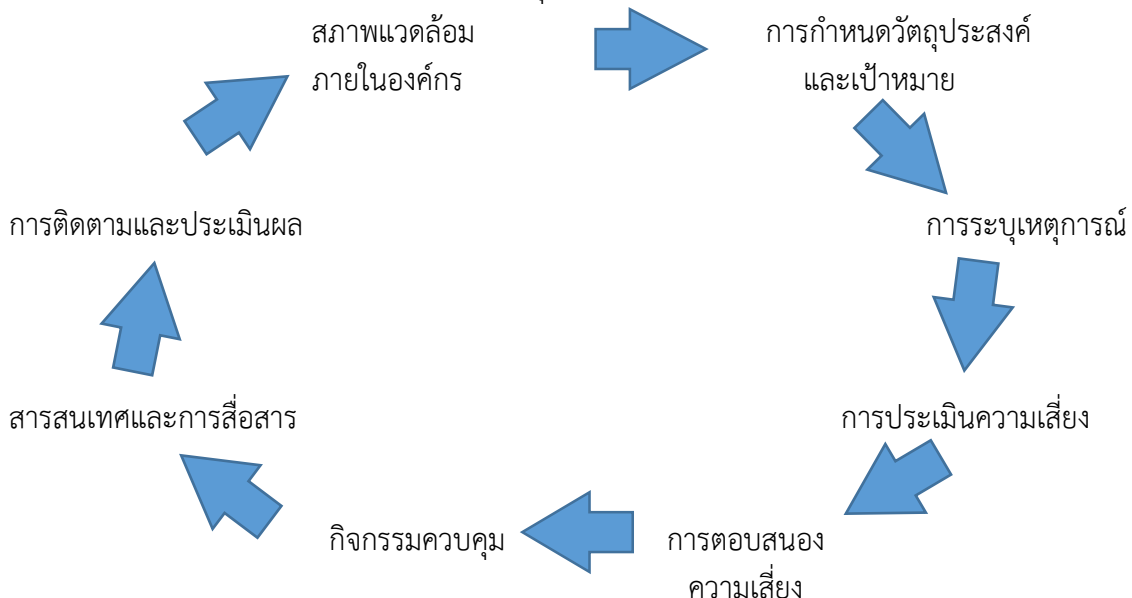 สภาพแวดล้อม
ภายในองค์กร
การกำหนดวัตถุประสงค์
และเป้าหมาย
การระบุเหตุการณ์
การประเมินความเสี่ยง
การตอบสนอง
ความเสี่ยง
กิจกรรมควบคุม
สารสนเทศและการสื่อสาร
การติดตามและประเมินผล